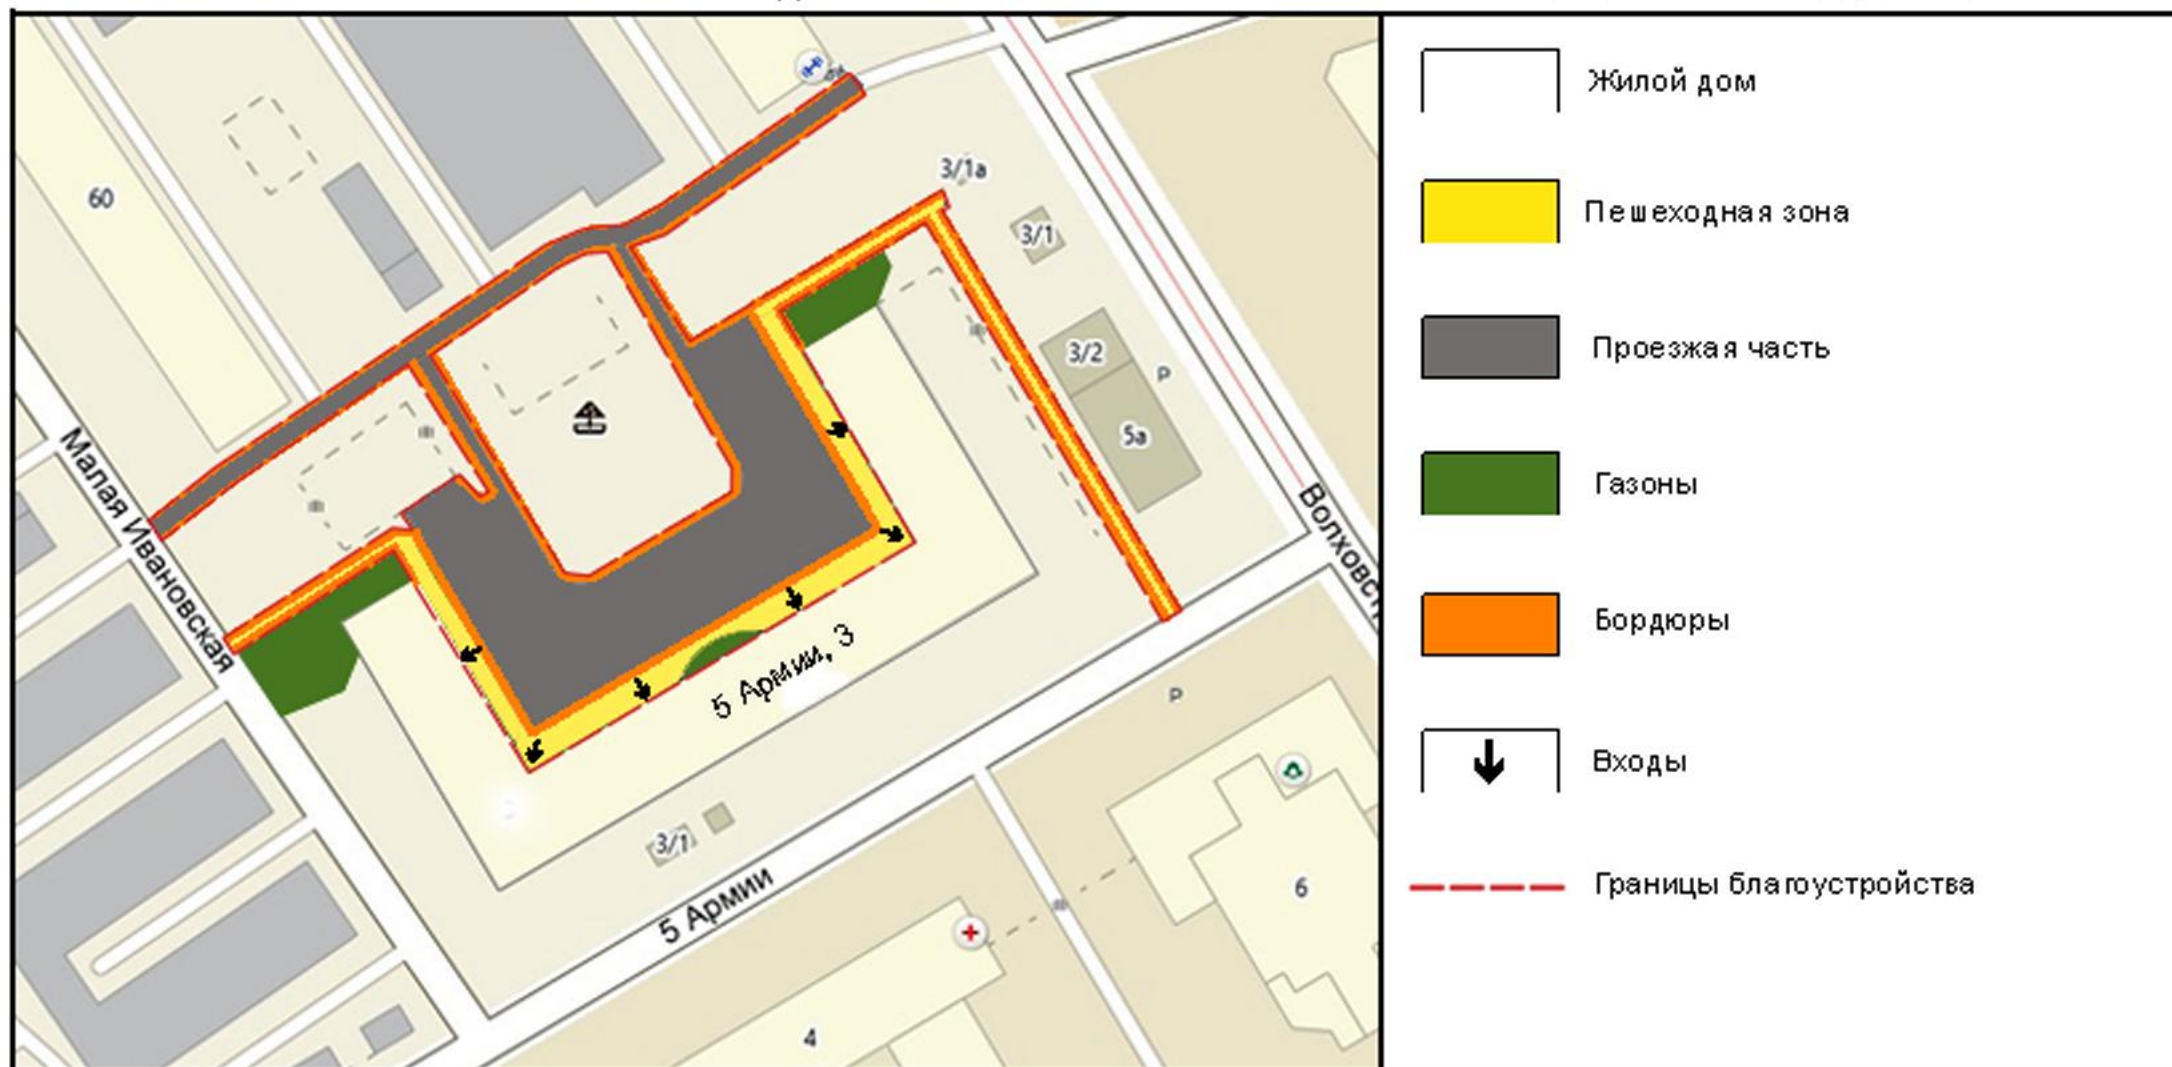 60
3/1а
3/1
3/2
Р
5а
Малая Ивановская
5 Армии, 3
3/1
5 Армии
Р
6
4
Жилой дом
Пешеходная зона
Проезжая часть
Газоны
Бордюры
Входы
Границы благоустройства